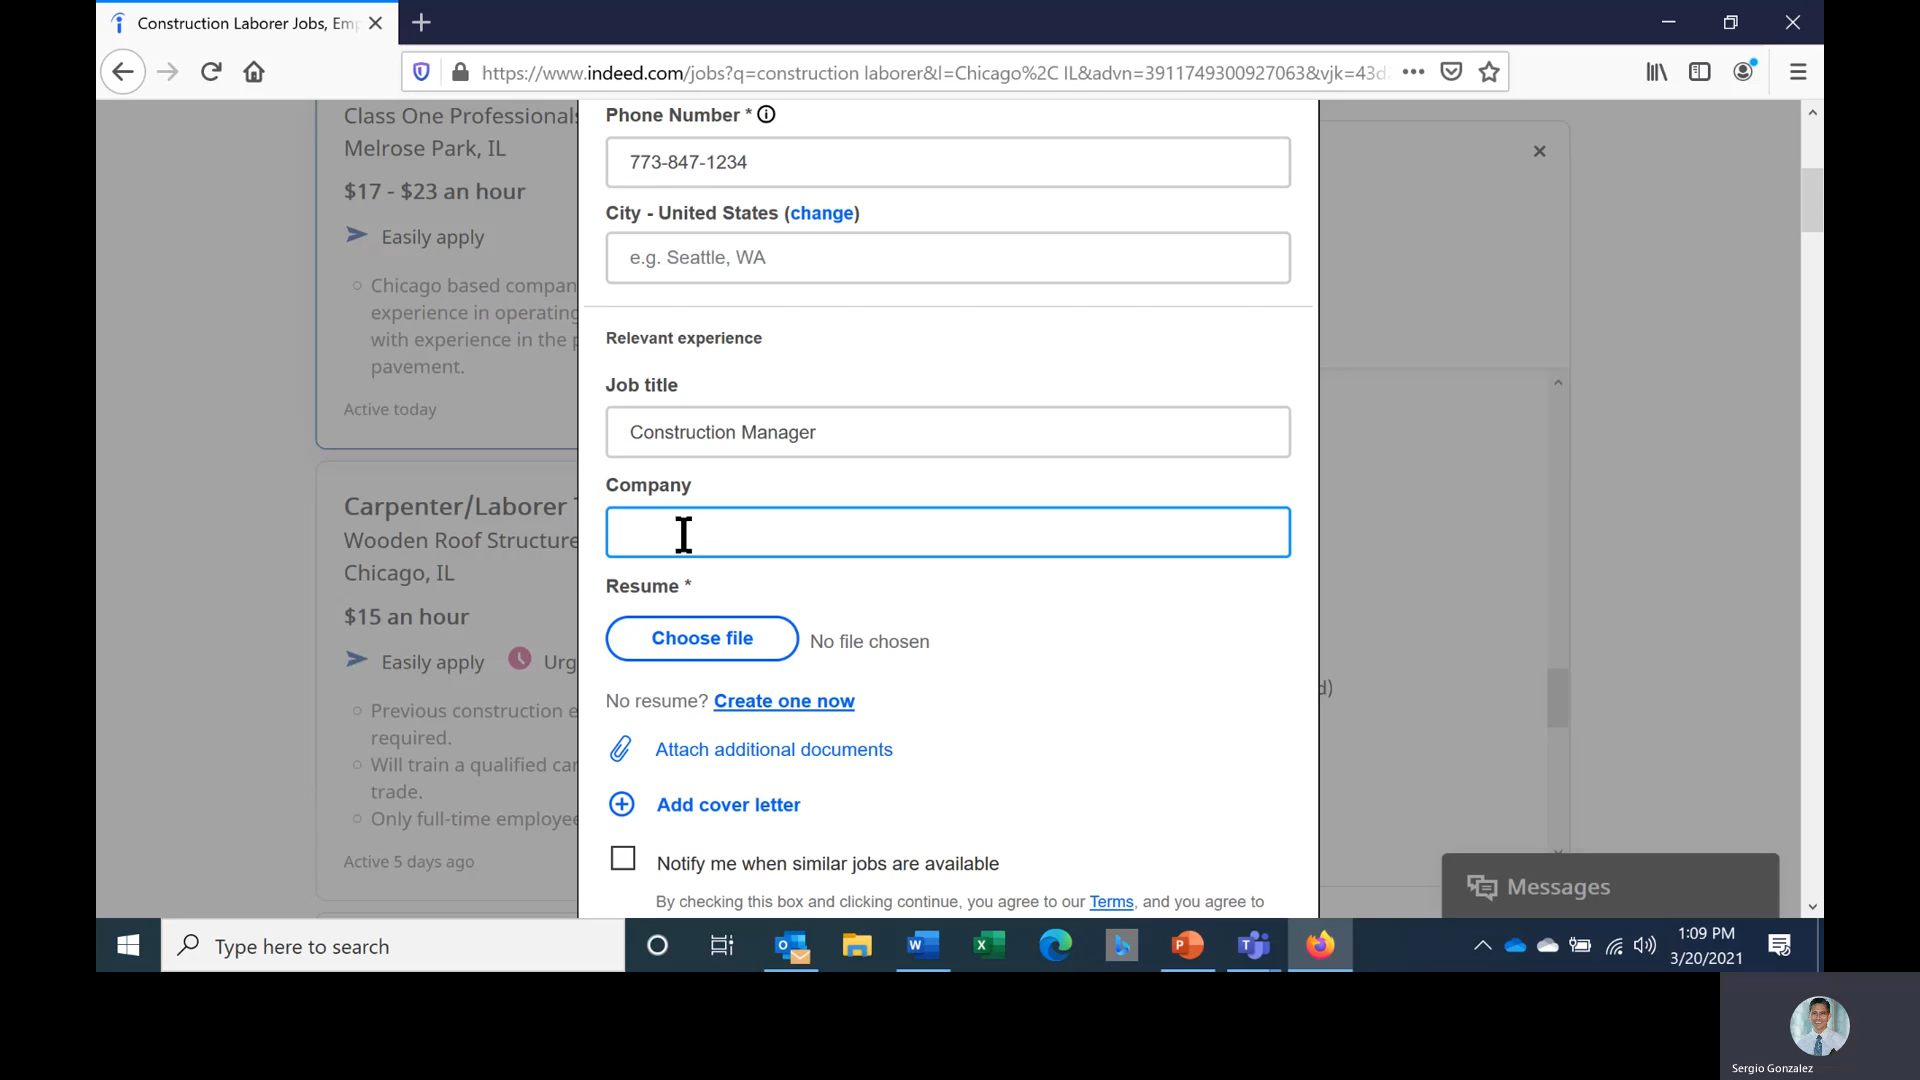 Construction Laborer Jobs, Emp
https://www.indeed.com/jobs?q=construction laborer&l=Chicago%2C IL&advn=3911749300927063&vjk=43d
Class One Professionals
Melrose Park, IL
$17 - $23 an hour
Easily apply
Chicago based compan
experience in operating
with experience in the p
pavement.
Active today
Carpenter/Laborer
Wooden Roof Structure
Chicago, IL
$15 an hour
Easily apply Urg
Previous construction e
required.
Will train a qualified car
trade.
Only full-time employee
Active 5 days ago
Phone Number *
773-847-1234
City - United States (change)
e.g. Seattle, WA
Relevant experience
Job title
Construction Manager
Company
Resume *
Choose file No file chosen
No resume? Create one now
Attach additional documents
Add cover letter
Notify me when similar jobs are available
By checking this box and clicking continue, you agree to our Terms, and you agree to
d)
Messages
Type here to search
1:09 PM
3/20/2021
Sergio Gonzalez